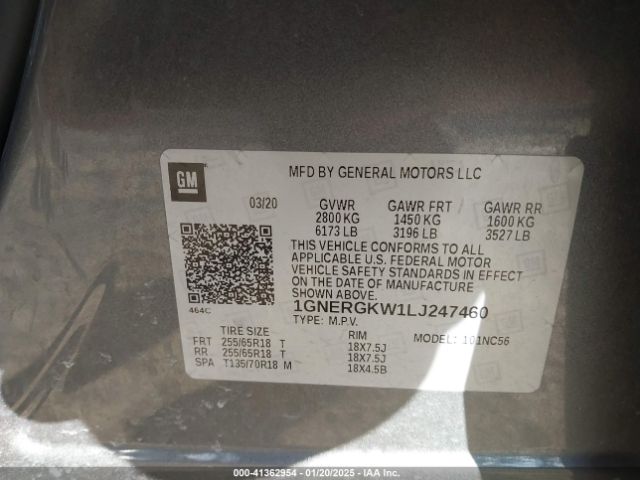 GM
MFD BY GENERAL MOTORS LLC
03/20 GVWR GAWR FRT GAWR RR
2800 KG 1450 KG 1600 KG
6173 LB 3196 LB 3527 LB
THIS VEHICLE CONFORMS TO ALL
APPLICABLE U.S. FEDERAL MOTOR
VEHICLE SAFETY STANDARDS IN EFFECT
ON THE DATE OF MANUFACTURE
SHOWN ABOVE.
464C
1GNERGKW1LJ247460
TYPE: M.P.V.
TIRE SIZE RIM MODEL: 101NC56
FRT 255/65R18 T 18X7.5J
RR 255/65R18 T 18X7.5J
SPA T135/70R18 M 18X4.5B
000-41362954 - 01/20/2025 - IAA Inc.